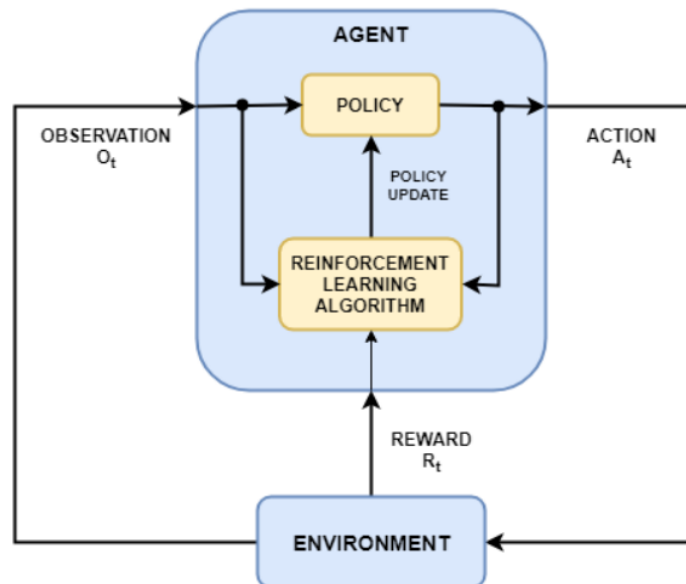 AGENT
POLICY
OBSERVATION
Oₜ
ACTION
Aₜ
POLICY
UPDATE
REINFORCEMENT
LEARNING
ALGORITHM
REWARD
Rₜ
ENVIRONMENT